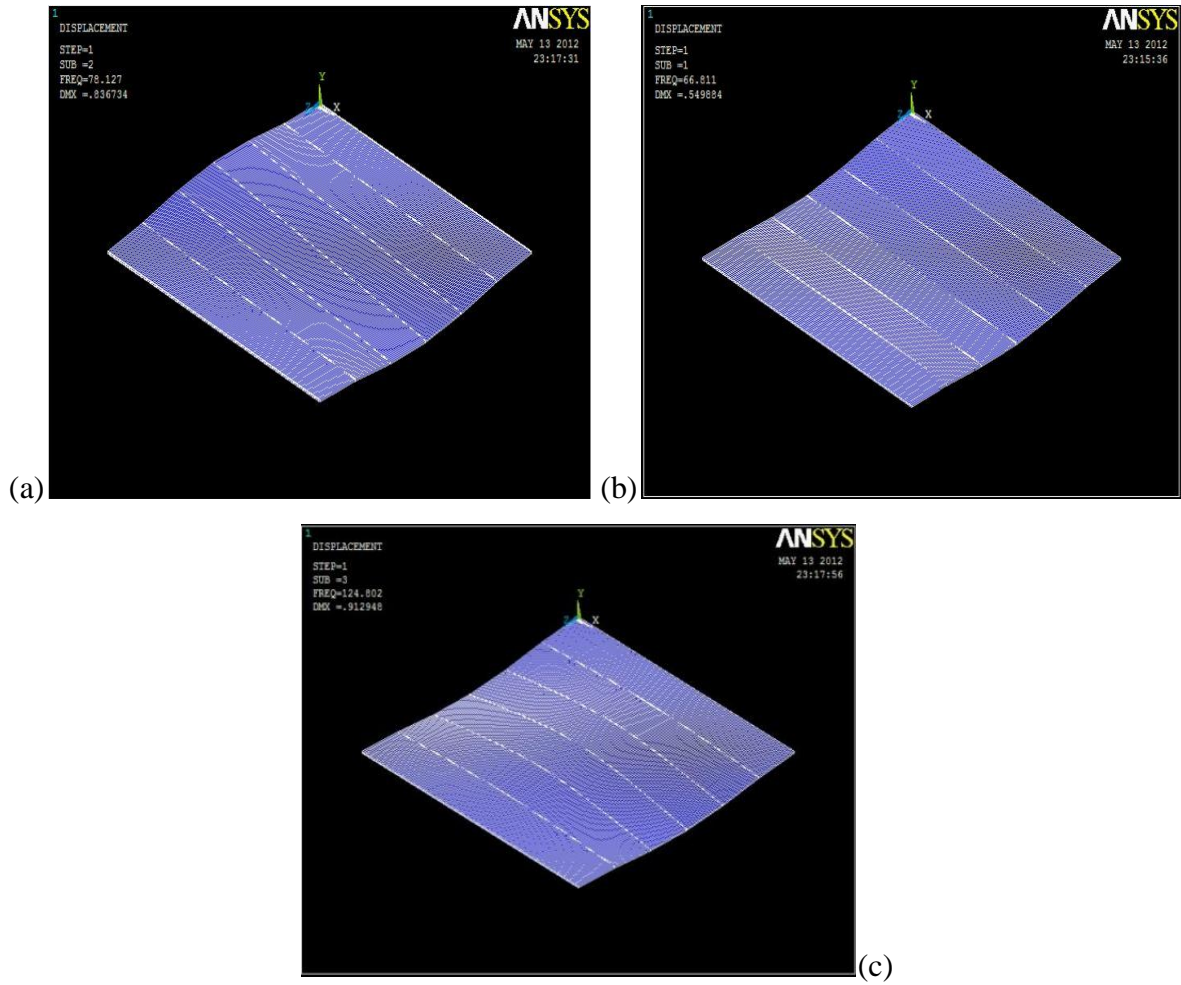 1
DISPLACEMENT
STEP=1
SUB =2
FREQ=78.127
DMX =.836734
ANSYS
MAY 13 2012
23:17:31
Y
Z X
(a)
1
DISPLACEMENT
STEP=1
SUB =1
FREQ=66.811
DMX =.549884
ANSYS
MAY 13 2012
23:15:36
Y
Z X
(b)
1
DISPLACEMENT
STEP=1
SUB =3
FREQ=124.802
DMX =.912948
ANSYS
MAY 13 2012
23:17:56
Y
Z X
(c)